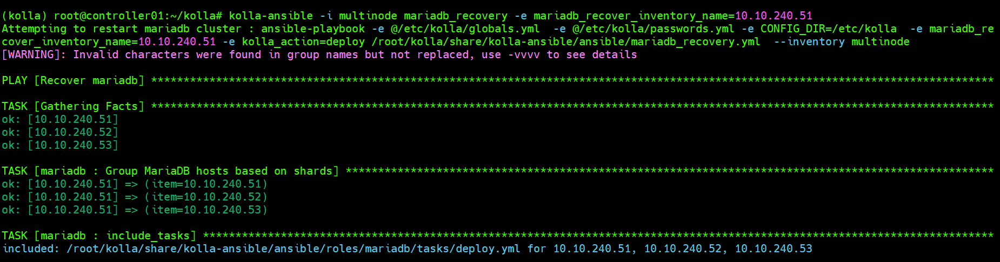 (kolla) root@controller01:~/kolla# kolla-ansible -i multinode mariadb_recovery -e mariadb_recover_inventory_name=10.10.240.51
Attempting to restart mariadb cluster : ansible-playbook -e @/etc/kolla/globals.yml  -e @/etc/kolla/passwords.yml -e CONFIG_DIR=/etc/kolla  -e mariadb_re
cover_inventory_name=10.10.240.51 -e kolla_action=deploy /root/kolla/share/kolla-ansible/ansible/mariadb_recovery.yml  --inventory multinode
[WARNING]: Invalid characters were found in group names but not replaced, use -vvvv to see details
PLAY [Recover mariadb] **********************************************************************************************************************************
TASK [Gathering Facts] **********************************************************************************************************************************
ok: [10.10.240.51]
ok: [10.10.240.52]
ok: [10.10.240.53]
TASK [mariadb : Group MariaDB hosts based on shards] ****************************************************************************************************
ok: [10.10.240.51] => (item=10.10.240.51)
ok: [10.10.240.51] => (item=10.10.240.52)
ok: [10.10.240.51] => (item=10.10.240.53)
TASK [mariadb : include_tasks] **************************************************************************************************************************
included: /root/kolla/share/kolla-ansible/ansible/roles/mariadb/tasks/deploy.yml for 10.10.240.51, 10.10.240.52, 10.10.240.53